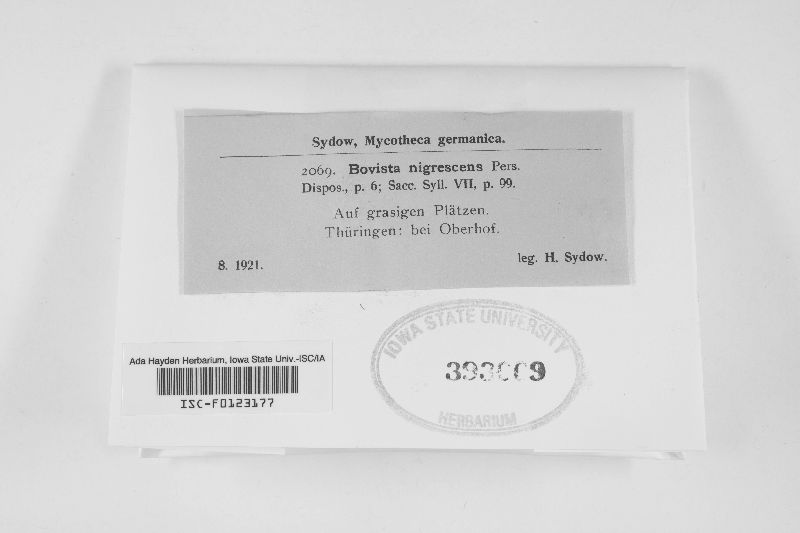 Sydow, Mycotheca germanica.
2069. Bovista nigrescens Pers.
Dispos., p. 6; Sacc. Syll. VII, p. 99.
Auf grasigen Plätzen.
Thüringen: bei Oberhof.
8. 1921.
leg. H. Sydow.
IOWA STATE UNIVERSITY
393009
HERBARIUM
Ada Hayden Herbarium, Iowa State Univ.-ISC/IA
ISC-F0123177